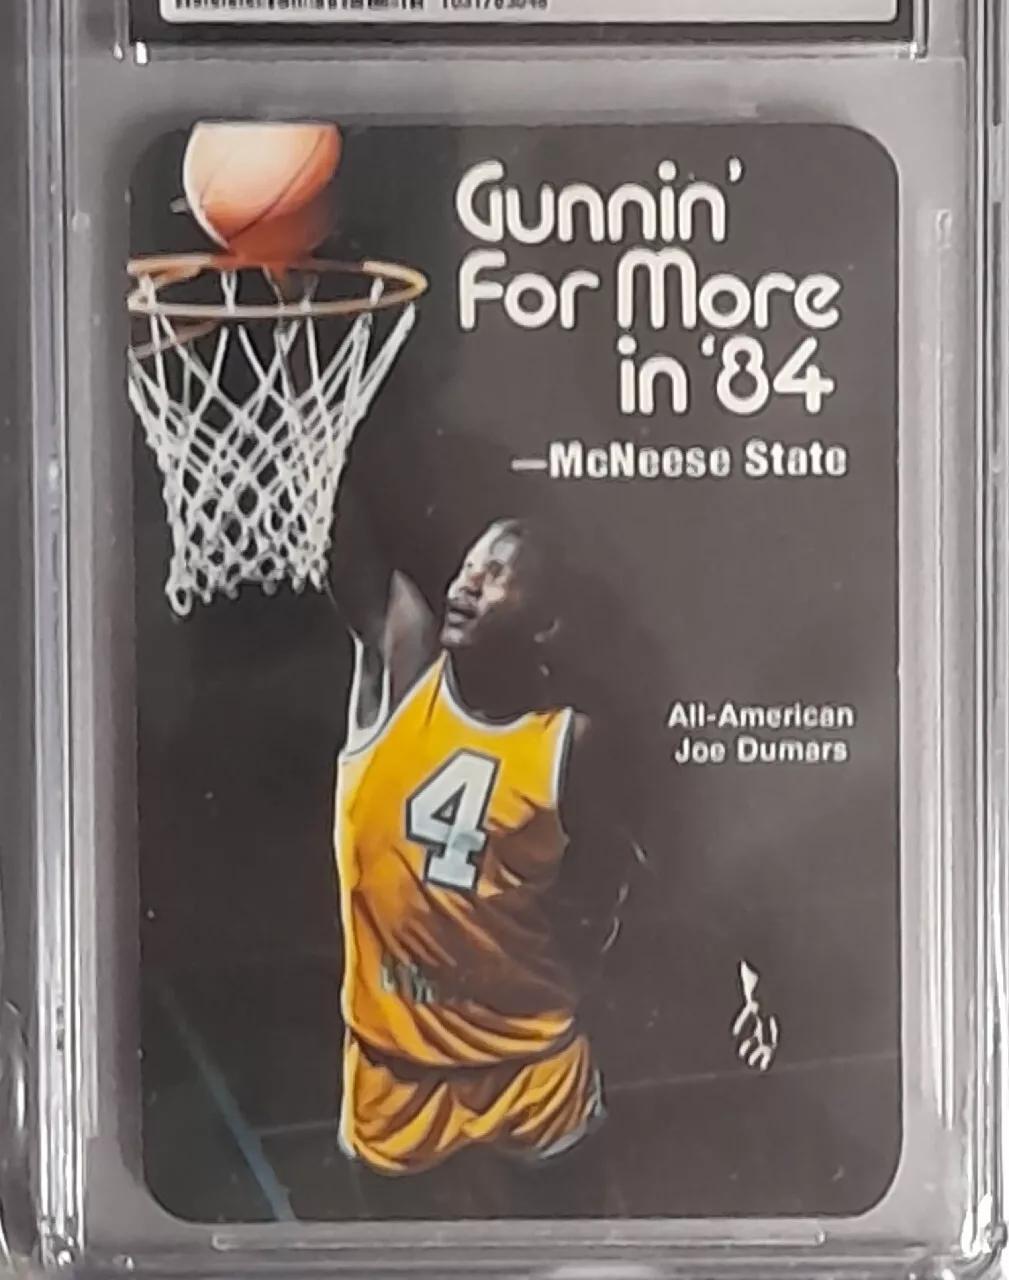 Gunnin'
For More
in '84
—McNeese State
All-American
Joe Dumars
4